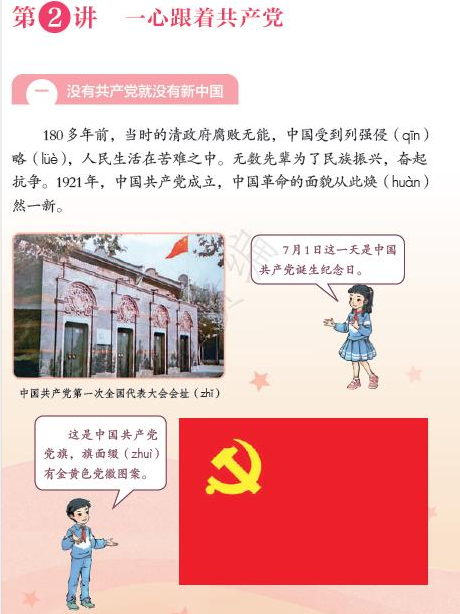 第2讲 一心跟着共产党
一 没有共产党就没有新中国
180多年前，当时的清政府腐败无能，中国受到列强侵（qīn）
略（lüè），人民生活在苦难之中。无数先辈为了民族振兴，奋起
抗争。1921年，中国共产党成立，中国革命的面貌从此焕（huàn）
然一新。
7月1日这一天是中国
共产党诞生纪念日。
中国共产党第一次全国代表大会会址（zhǐ）
这是中国共产党
党旗，旗面缀（zhuì）
有金黄色党徽图案。